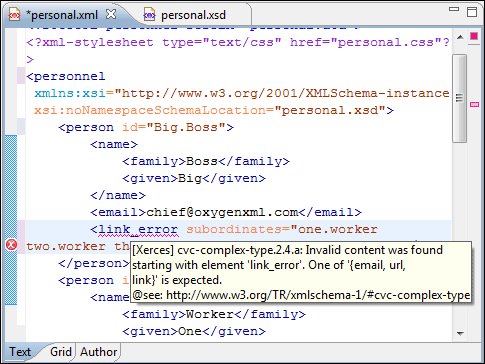 *personal.xml
personal.xsd
<?xml-stylesheet type="text/css" href="personal.css"?
>
<personnel
xmlns:xsi="http://www.w3.org/2001/XMLSchema-instance
xsi:noNamespaceSchemaLocation="personal.xsd">
<person id="Big.Boss">
<name>
<family>Boss</family>
<given>Big</given>
</name>
<email>chief@oxygenxml.com</email>
<link_error subordinates="one.worker
two.worker th
[Xerces] cvc-complex-type.2.4.a: Invalid content was found
starting with element 'link_error'. One of '{email, url,
link}' is expected.
@see: http://www.w3.org/TR/xmlschema-1/#cvc-complex-type
</person>
<person i
<name>
<family>Worker</family>
<given>One</given>
Text Grid Author